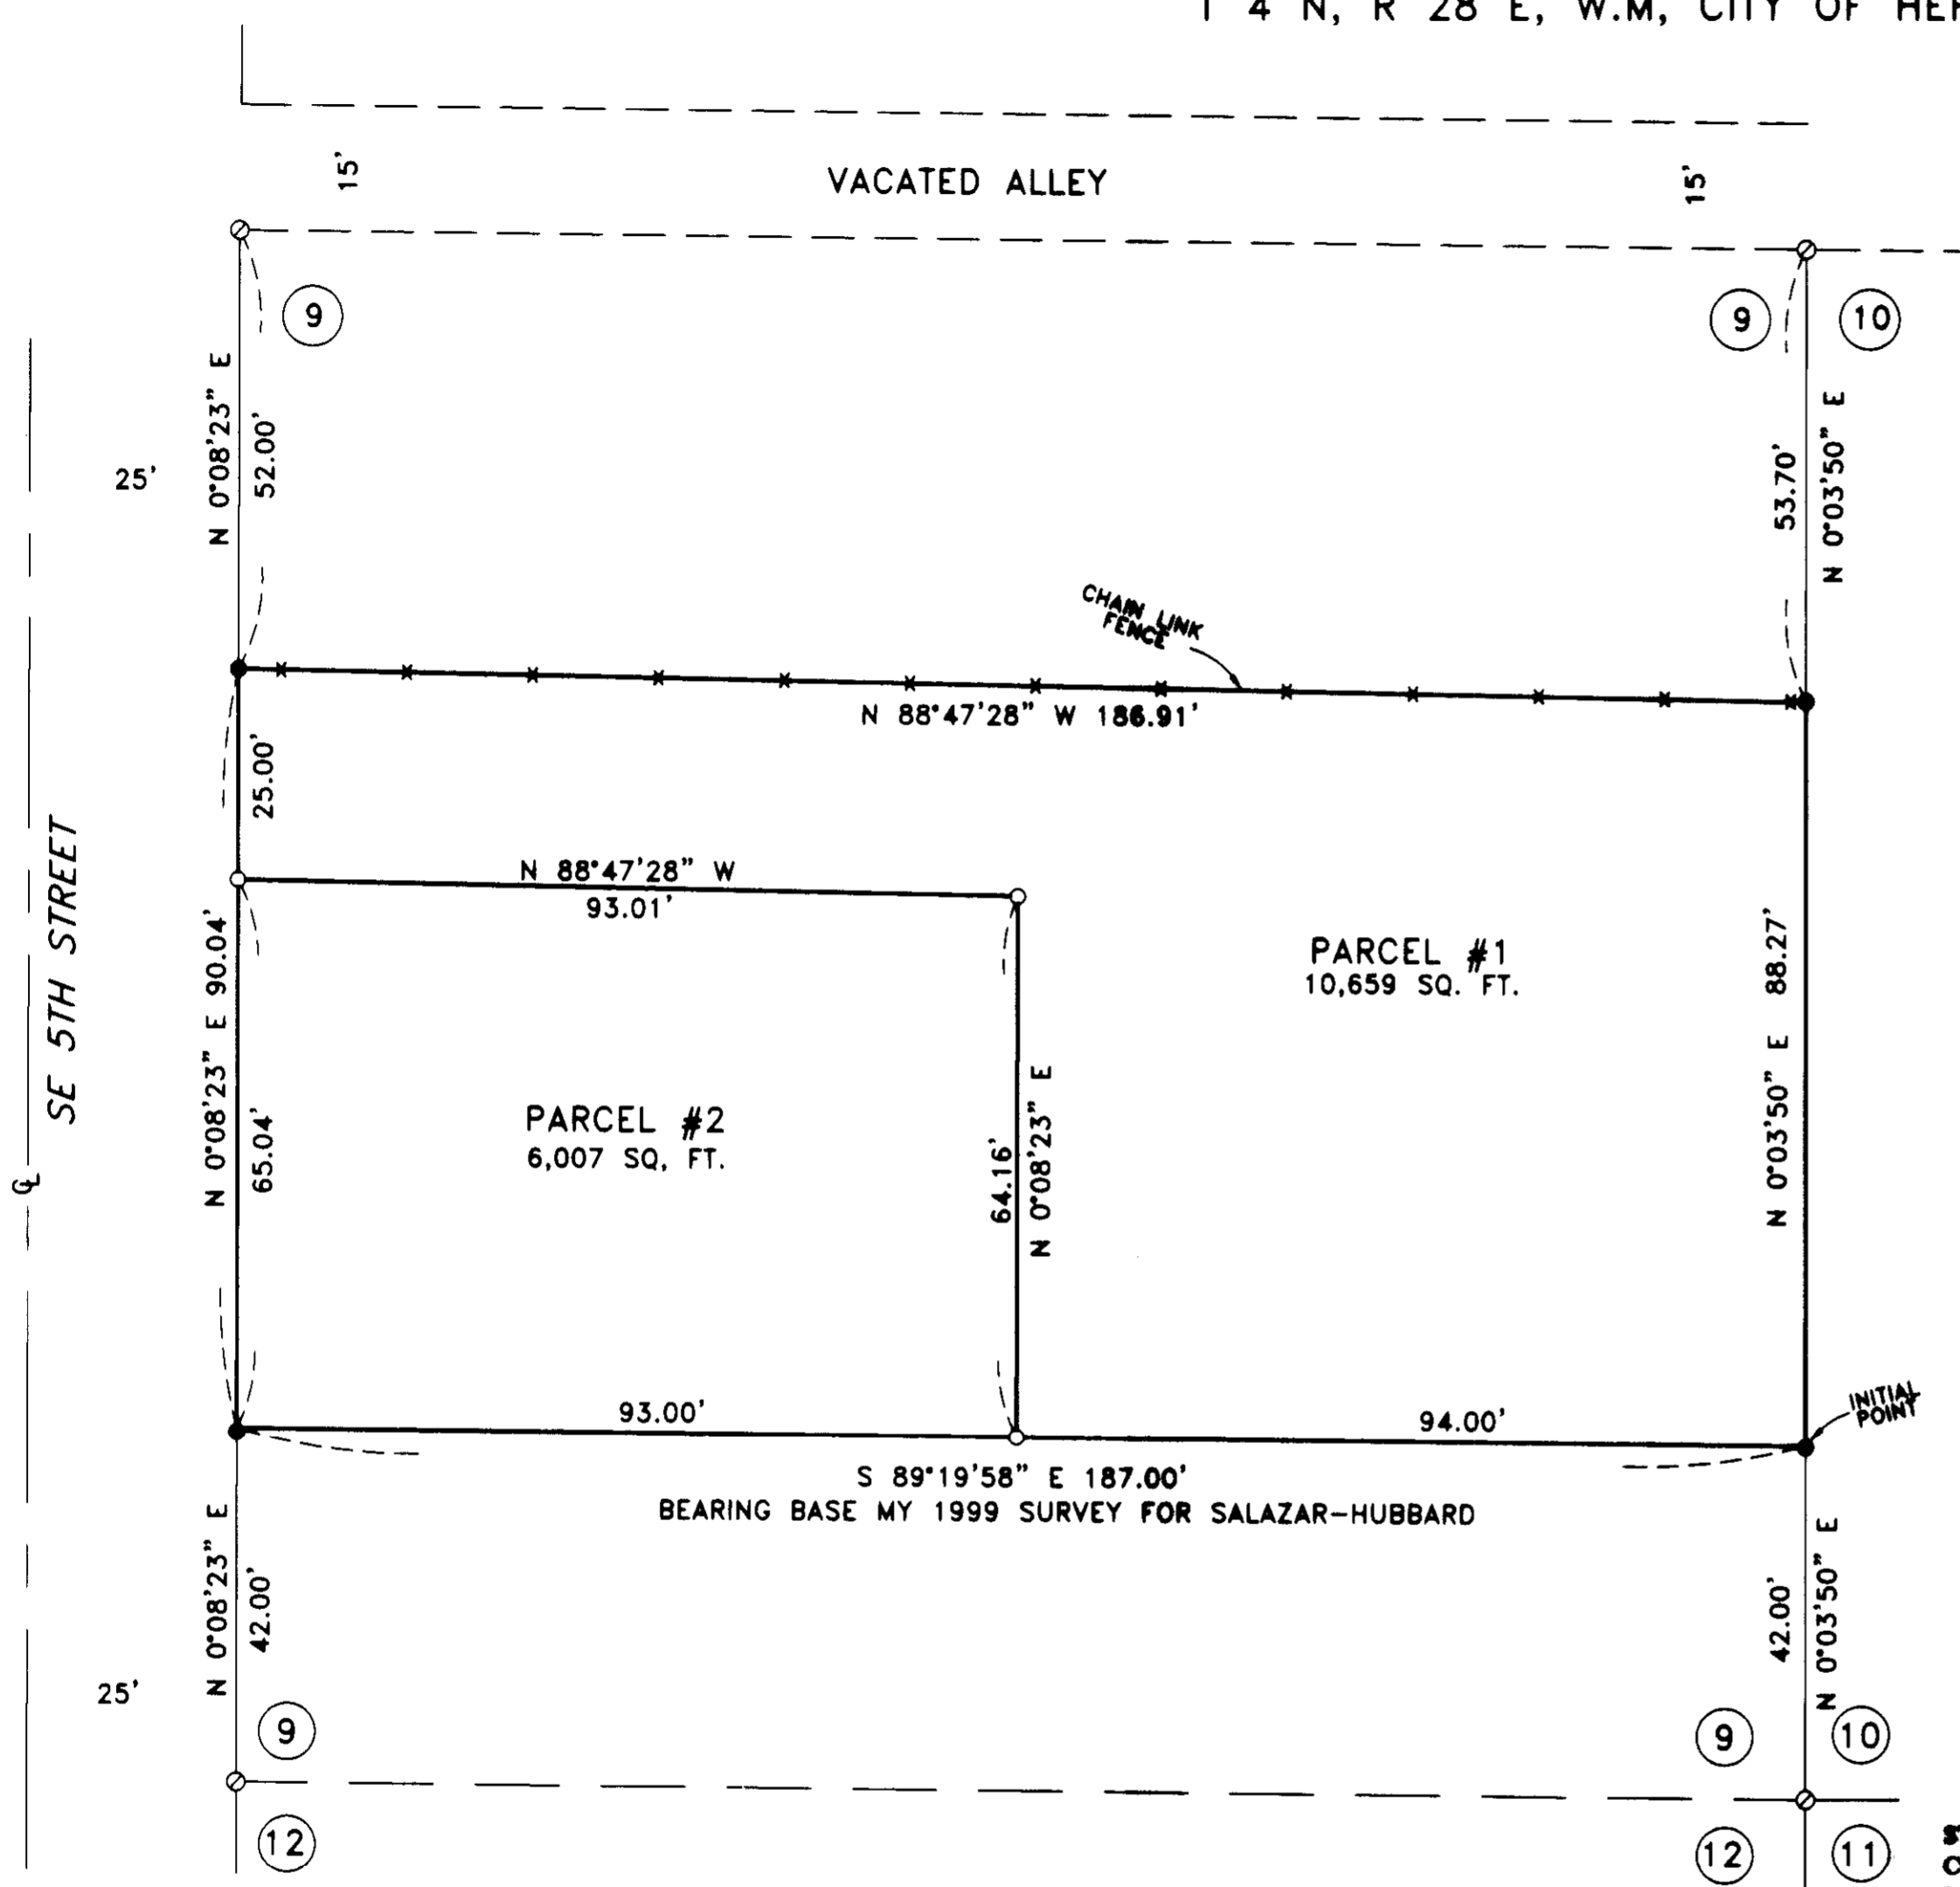 T 4 N, R 28 E, W.M, CITY OF
15'
VACATED ALLEY
15'
9
9
10
N 0°08'23" E
52.00'
25'
53.70'
N 0°03'50" E
CHAIN LINK
FENCE
N 88°47'28" W 186.91'
25.00'
N 88°47'28" W
93.01'
SE 5TH STREET
N 0°08'23" E 90.04'
65.04'
PARCEL #1
10,659 SQ. FT.
N 0°03'50" E 88.27'
PARCEL #2
6,007 SQ, FT.
64.16'
N 0°08'23" E
℄
93.00'
94.00'
INITIAL
POINT
S 89°19'58" E 187.00'
BEARING BASE MY 1999 SURVEY FOR SALAZAR-HUBBARD
N 0°08'23" E
42.00'
42.00'
N 0°03'50" E
25'
9
9
10
12
12
11